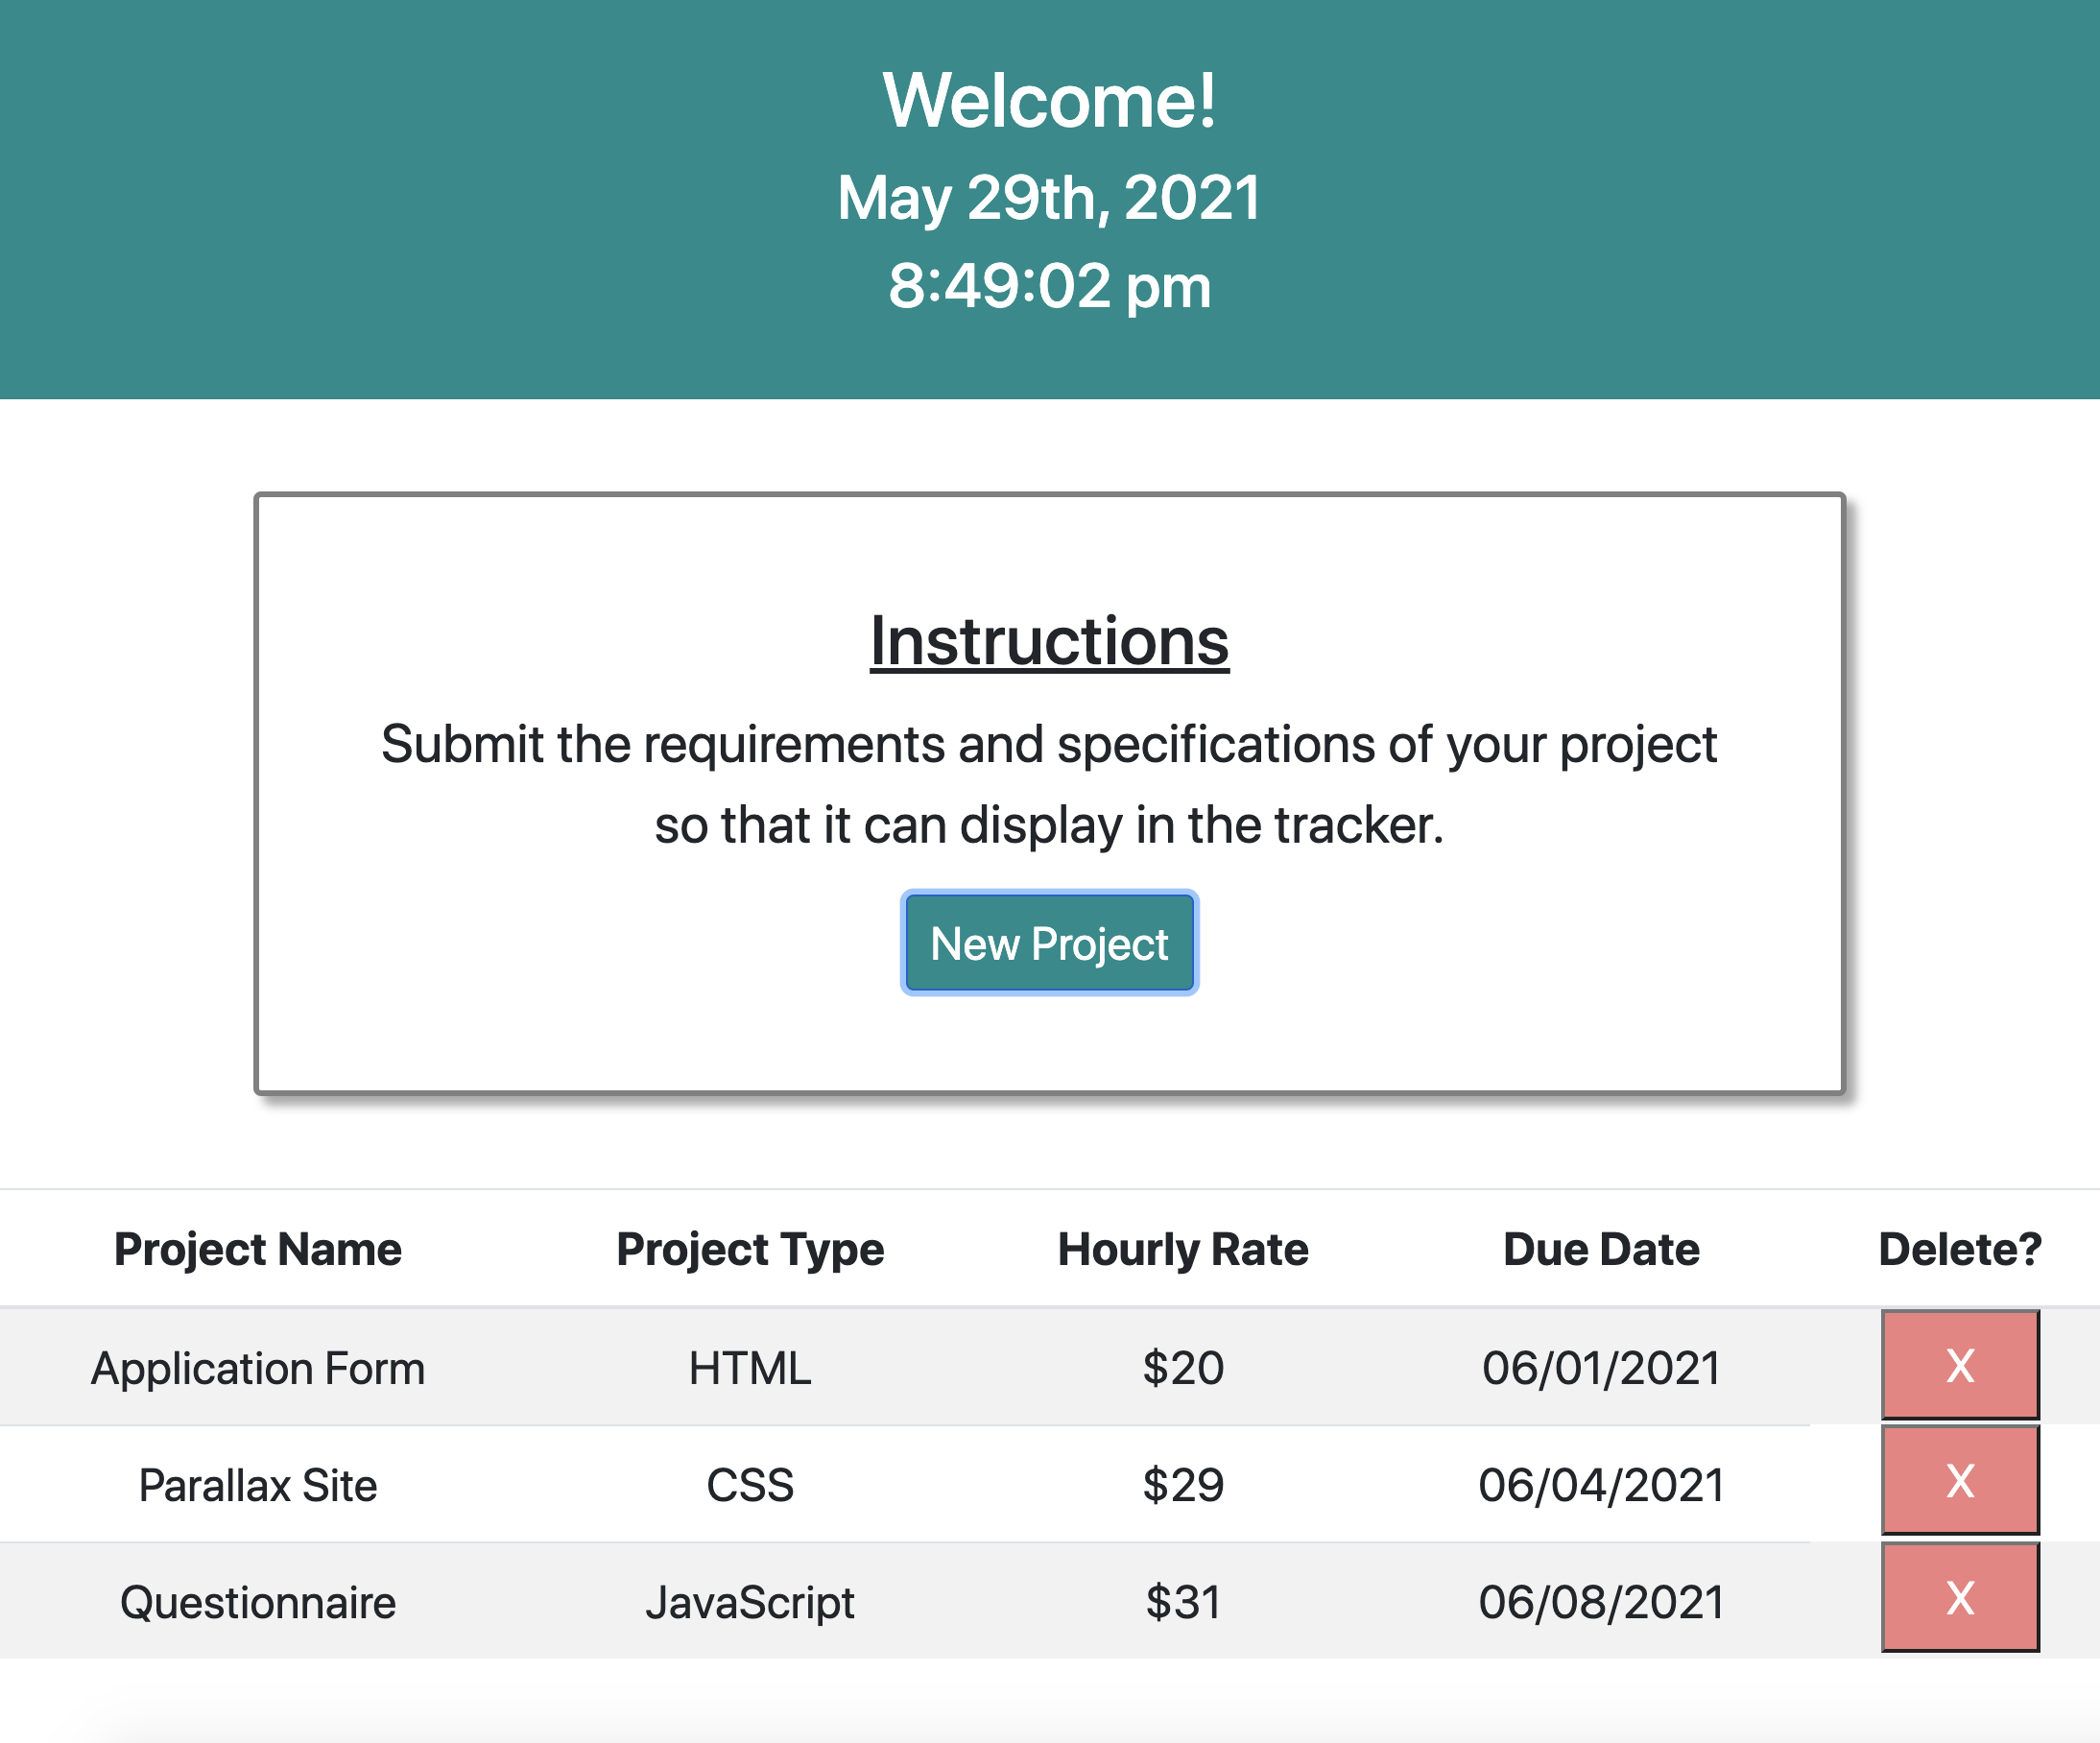 Welcome!
May 29th, 2021
8:49:02 pm
Instructions
Submit the requirements and specifications of your project
so that it can display in the tracker.
New Project
Project Name Project Type Hourly Rate Due Date Delete?
Application Form HTML $20 06/01/2021 X
Parallax Site CSS $29 06/04/2021 X
Questionnaire JavaScript $31 06/08/2021 X